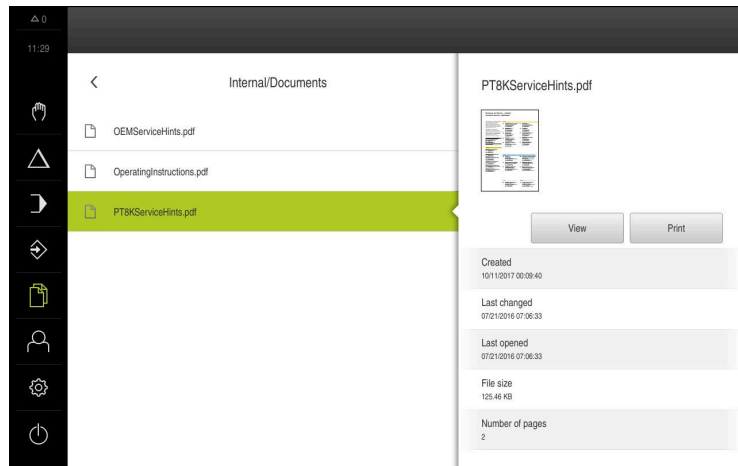 0
11:29
Internal/Documents
OEMServiceHints.pdf
OperatingInstructions.pdf
PT8KServiceHints.pdf
PT8KServiceHints.pdf
View
Print
Created
10/11/2017 00:09:40
Last changed
07/21/2016 07:06:33
Last opened
07/21/2016 07:06:33
File size
125.46 KB
Number of pages
2